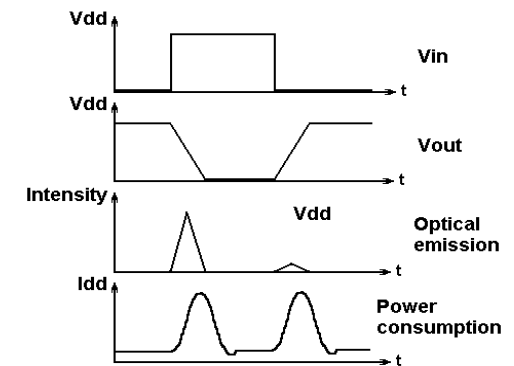 Vdd
Vin
t
Vdd
Vout
t
Intensity
Vdd
Optical
emission
t
Idd
Power
consumption
t